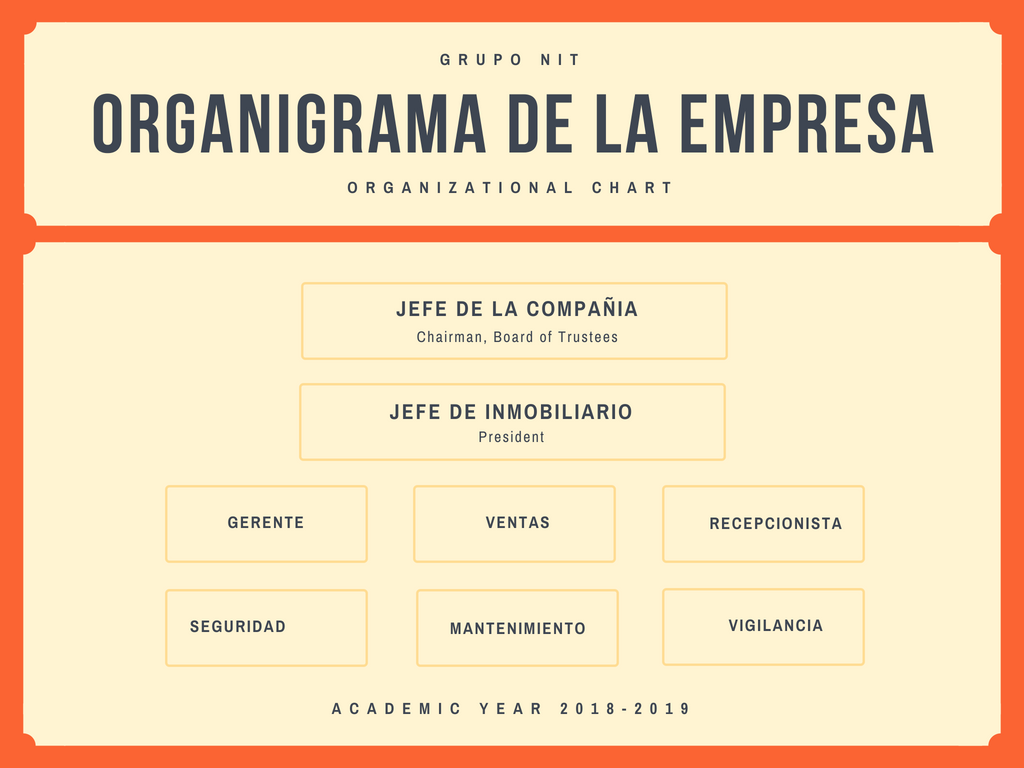 GRUPO NIT
ORGANIGRAMA DE LA EMPRESA
ORGANIZATIONAL CHART
JEFE DE LA COMPAÑIA
Chairman, Board of Trustees
JEFE DE INMOBILIARIO
President
GERENTE
VENTAS
RECEPCIONISTA
SEGURIDAD
MANTENIMIENTO
VIGILANCIA
ACADEMIC YEAR 2018-2019